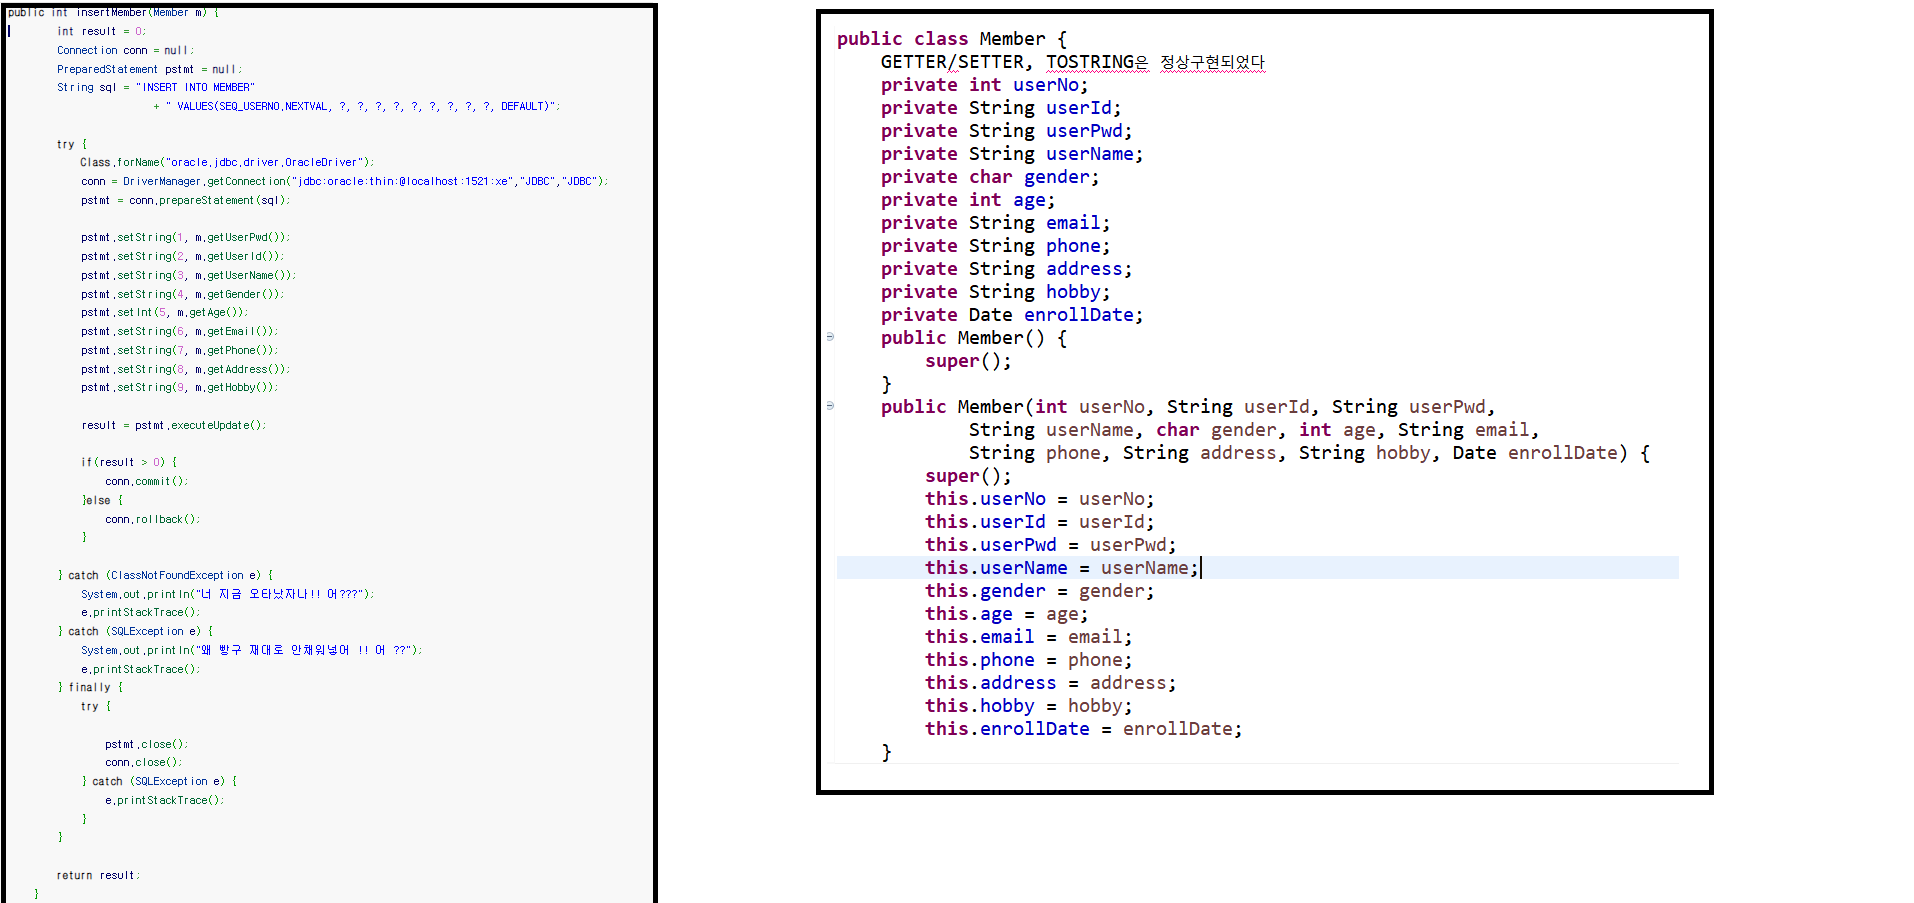 public int insertMember(Member m) {
int result = 0;
Connection conn = null;
PreparedStatement pstmt = null;
String sql = "INSERT INTO MEMBER"
+ " VALUES(SEQ_USERNO.NEXTVAL, ?, ?, ?, ?, ?, ?, ?, ?, ?, DEFAULT)";
try {
Class.forName("oracle.jdbc.driver.OracleDriver");
conn = DriverManager.getConnection("jdbc:oracle:thin:@localhost:1521:xe","JDBC","JDBC");
pstmt = conn.prepareStatement(sql);
pstmt.setString(1, m.getUserPwd());
pstmt.setString(2, m.getUserId());
pstmt.setString(3, m.getUserName());
pstmt.setString(4, m.getGender());
pstmt.setInt(5, m.getAge());
pstmt.setString(6, m.getEmail());
pstmt.setString(7, m.getPhone());
pstmt.setString(8, m.getAddress());
pstmt.setString(9, m.getHobby());
result = pstmt.executeUpdate();
if(result > 0) {
conn.commit();
}else {
conn.rollback();
}
} catch (ClassNotFoundException e) {
System.out.println("너 지금 오타났자나!! 어???");
e.printStackTrace();
} catch (SQLException e) {
System.out.println("왜 빵구 재대로 안채워넣어 !! 어 ??");
e.printStackTrace();
} finally {
try {
pstmt.close();
conn.close();
} catch (SQLException e) {
e.printStackTrace();
}
}
return result;
}
public class Member {
GETTER/SETTER, TOSTRING은 정상구현되었다
private int userNo;
private String userId;
private String userPwd;
private String userName;
private char gender;
private int age;
private String email;
private String phone;
private String address;
private String hobby;
private Date enrollDate;
public Member() {
super();
}
public Member(int userNo, String userId, String userPwd,
String userName, char gender, int age, String email,
String phone, String address, String hobby, Date enrollDate) {
super();
this.userNo = userNo;
this.userId = userId;
this.userPwd = userPwd;
this.userName = userName;
this.gender = gender;
this.age = age;
this.email = email;
this.phone = phone;
this.address = address;
this.hobby = hobby;
this.enrollDate = enrollDate;
}